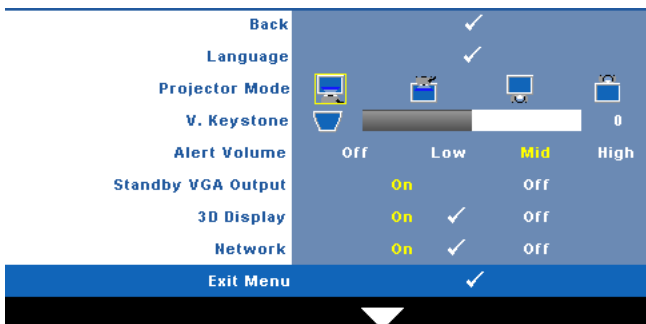 Back
Language
Projector Mode
V. Keystone 0
Alert Volume Off Low Mid High
Standby VGA Output On Off
3D Display On Off
Network On Off
Exit Menu